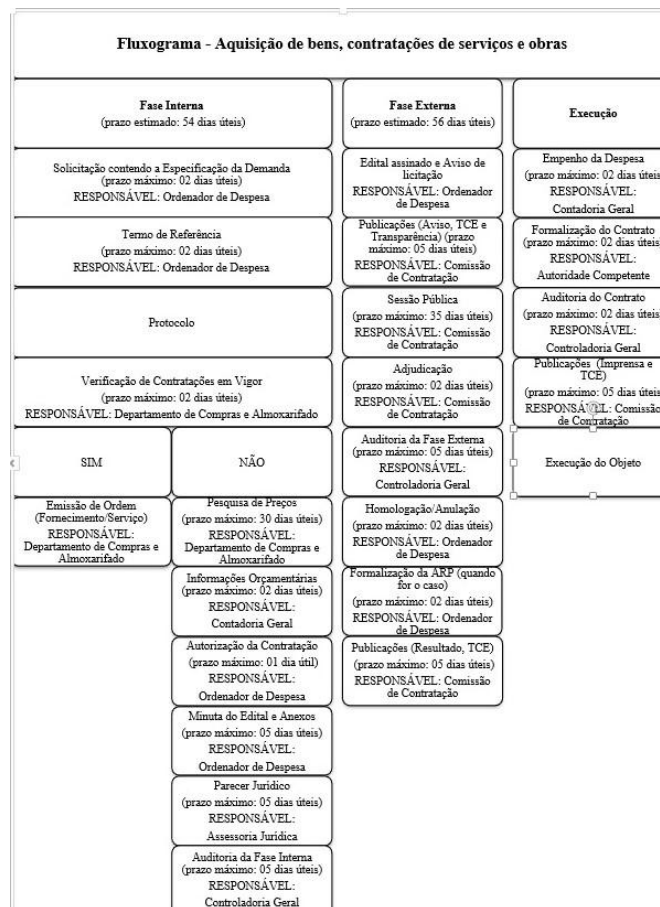 Fluxograma - Aquisição de bens, contratações de serviços e obras
Fase Interna
(prazo estimado: 54 dias úteis)
Solicitação contendo a Especificação da Demanda
(prazo máximo: 02 dias úteis)
RESPONSÁVEL: Ordenador de Despesa
Termo de Referência
(prazo máximo: 02 dias úteis)
RESPONSÁVEL: Ordenador de Despesa
Protocolo
Verificação de Contratações em Vigor
(prazo máximo: 02 dias úteis)
RESPONSÁVEL: Departamento de Compras e Almoxarifado
SIM
Emissão de Ordem
(Fornecimento/Serviço)
RESPONSÁVEL:
Departamento de Compras e
Almoxarifado
NÃO
Pesquisa de Preços
(prazo máximo: 30 dias úteis)
RESPONSÁVEL:
Departamento de Compras e
Almoxarifado
Informações Orçamentárias
(prazo máximo: 02 dias úteis)
RESPONSÁVEL:
Contadoria Geral
Autorização da Contratação
(prazo máximo: 01 dia útil)
RESPONSÁVEL:
Ordenador de Despesa
Minuta do Edital e Anexos
(prazo máximo: 05 dias úteis)
RESPONSÁVEL:
Ordenador de Despesa
Parecer Jurídico
(prazo máximo: 05 dias úteis)
RESPONSÁVEL:
Assessoria Jurídica
Auditoria da Fase Interna
(prazo máximo: 05 dias úteis)
RESPONSÁVEL:
Controladoria Geral
Fase Externa
(prazo estimado: 56 dias úteis)
Edital assinado e Aviso de
licitação
RESPONSÁVEL: Ordenador
de Despesa
Publicações (Aviso, TCE e
Transparência) (prazo
máximo: 05 dias úteis)
RESPONSÁVEL: Comissão
de Contratação
Sessão Pública
(prazo máximo: 35 dias úteis)
RESPONSÁVEL: Comissão
de Contratação
Adjudicação
(prazo máximo: 02 dias úteis)
RESPONSÁVEL: Comissão
de Contratação
Auditoria da Fase Externa
(prazo máximo: 05 dias úteis)
RESPONSÁVEL:
Controladoria Geral
Homologação/Anulação
(prazo máximo: 02 dias úteis)
RESPONSÁVEL: Ordenador
de Despesa
Formalização da ARP (quando
for o caso)
(prazo máximo: 02 dias úteis)
RESPONSÁVEL: Ordenador
de Despesa
Publicações (Resultado, TCE)
(prazo máximo: 05 dias úteis)
RESPONSÁVEL: Comissão
de Contratação
Execução
Empenho da Despesa
(prazo máximo: 02 dias úteis
RESPONSÁVEL:
Contadoria Geral
Formalização do Contrato
(prazo máximo: 02 dias úteis
RESPONSÁVEL:
Autoridade Competente
Auditoria do Contrato
(prazo máximo: 02 dias úteis
RESPONSÁVEL:
Controladoria Geral
Publicações (Imprensa e
TCE)
(prazo máximo: 05 dias úteis
RESPONSÁVEL: Comissão
de Contratação
Execução do Objeto